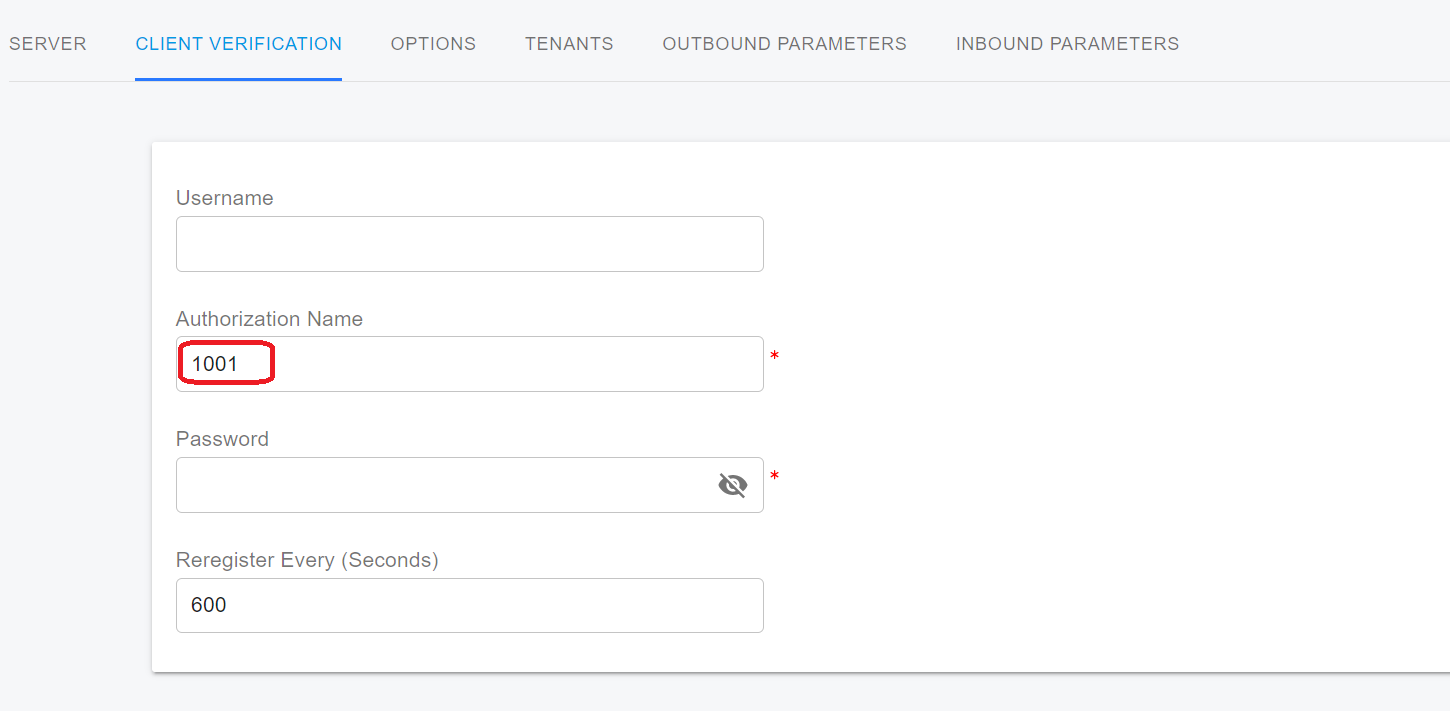 SERVER CLIENT VERIFICATION OPTIONS TENANTS OUTBOUND PARAMETERS INBOUND PARAMETERS
Username
Authorization Name
1001 *
Password
*
Reregister Every (Seconds)
600